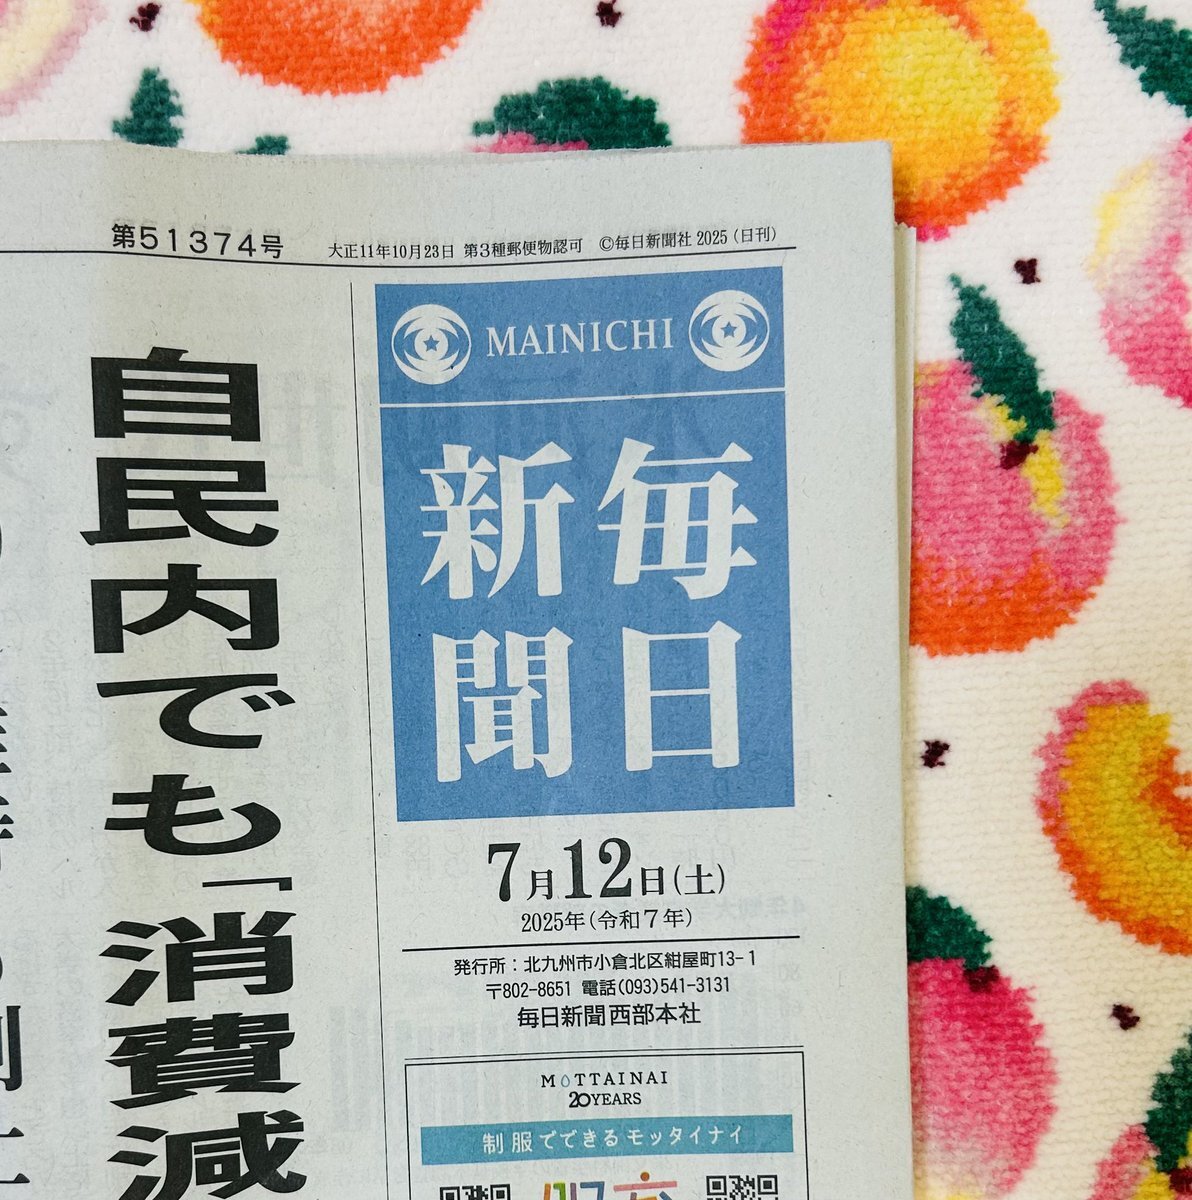 第51374号 大正11年10月23日 第3種郵便物認可 ©毎日新聞社 2025 (日刊)
MAINICHI
毎日
新聞
7月12日(土)
2025年(令和7年)
発行所：北九州市小倉北区紺屋町13-1
〒802-8651 電話(093)541-3131
毎日新聞西部本社
MOTTAINAI
20YEARS
制服でできるモッタイナイ
自民内でも「消費減